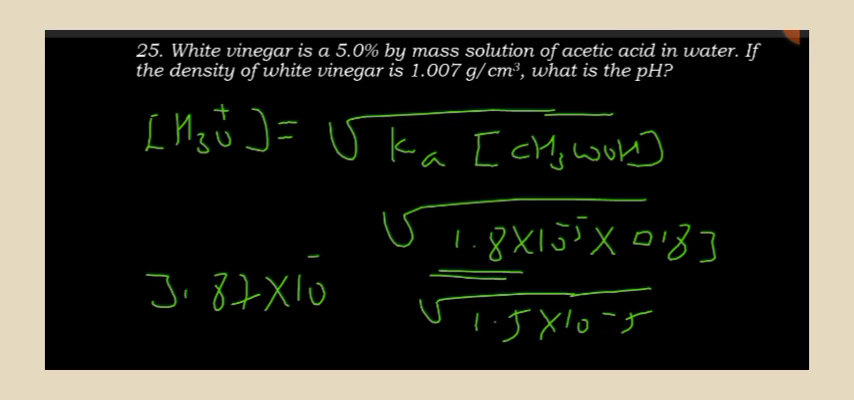 25. White vinegar is a 5.0% by mass solution of acetic acid in water. If
the density of white vinegar is 1.007 g/cm³, what is the pH?
[H₃O⁺] = √ Ka [CH₃COOH]
√ 1.8×10⁻⁵ × 0.83
3.87×10⁻
√ 1.5×10-5